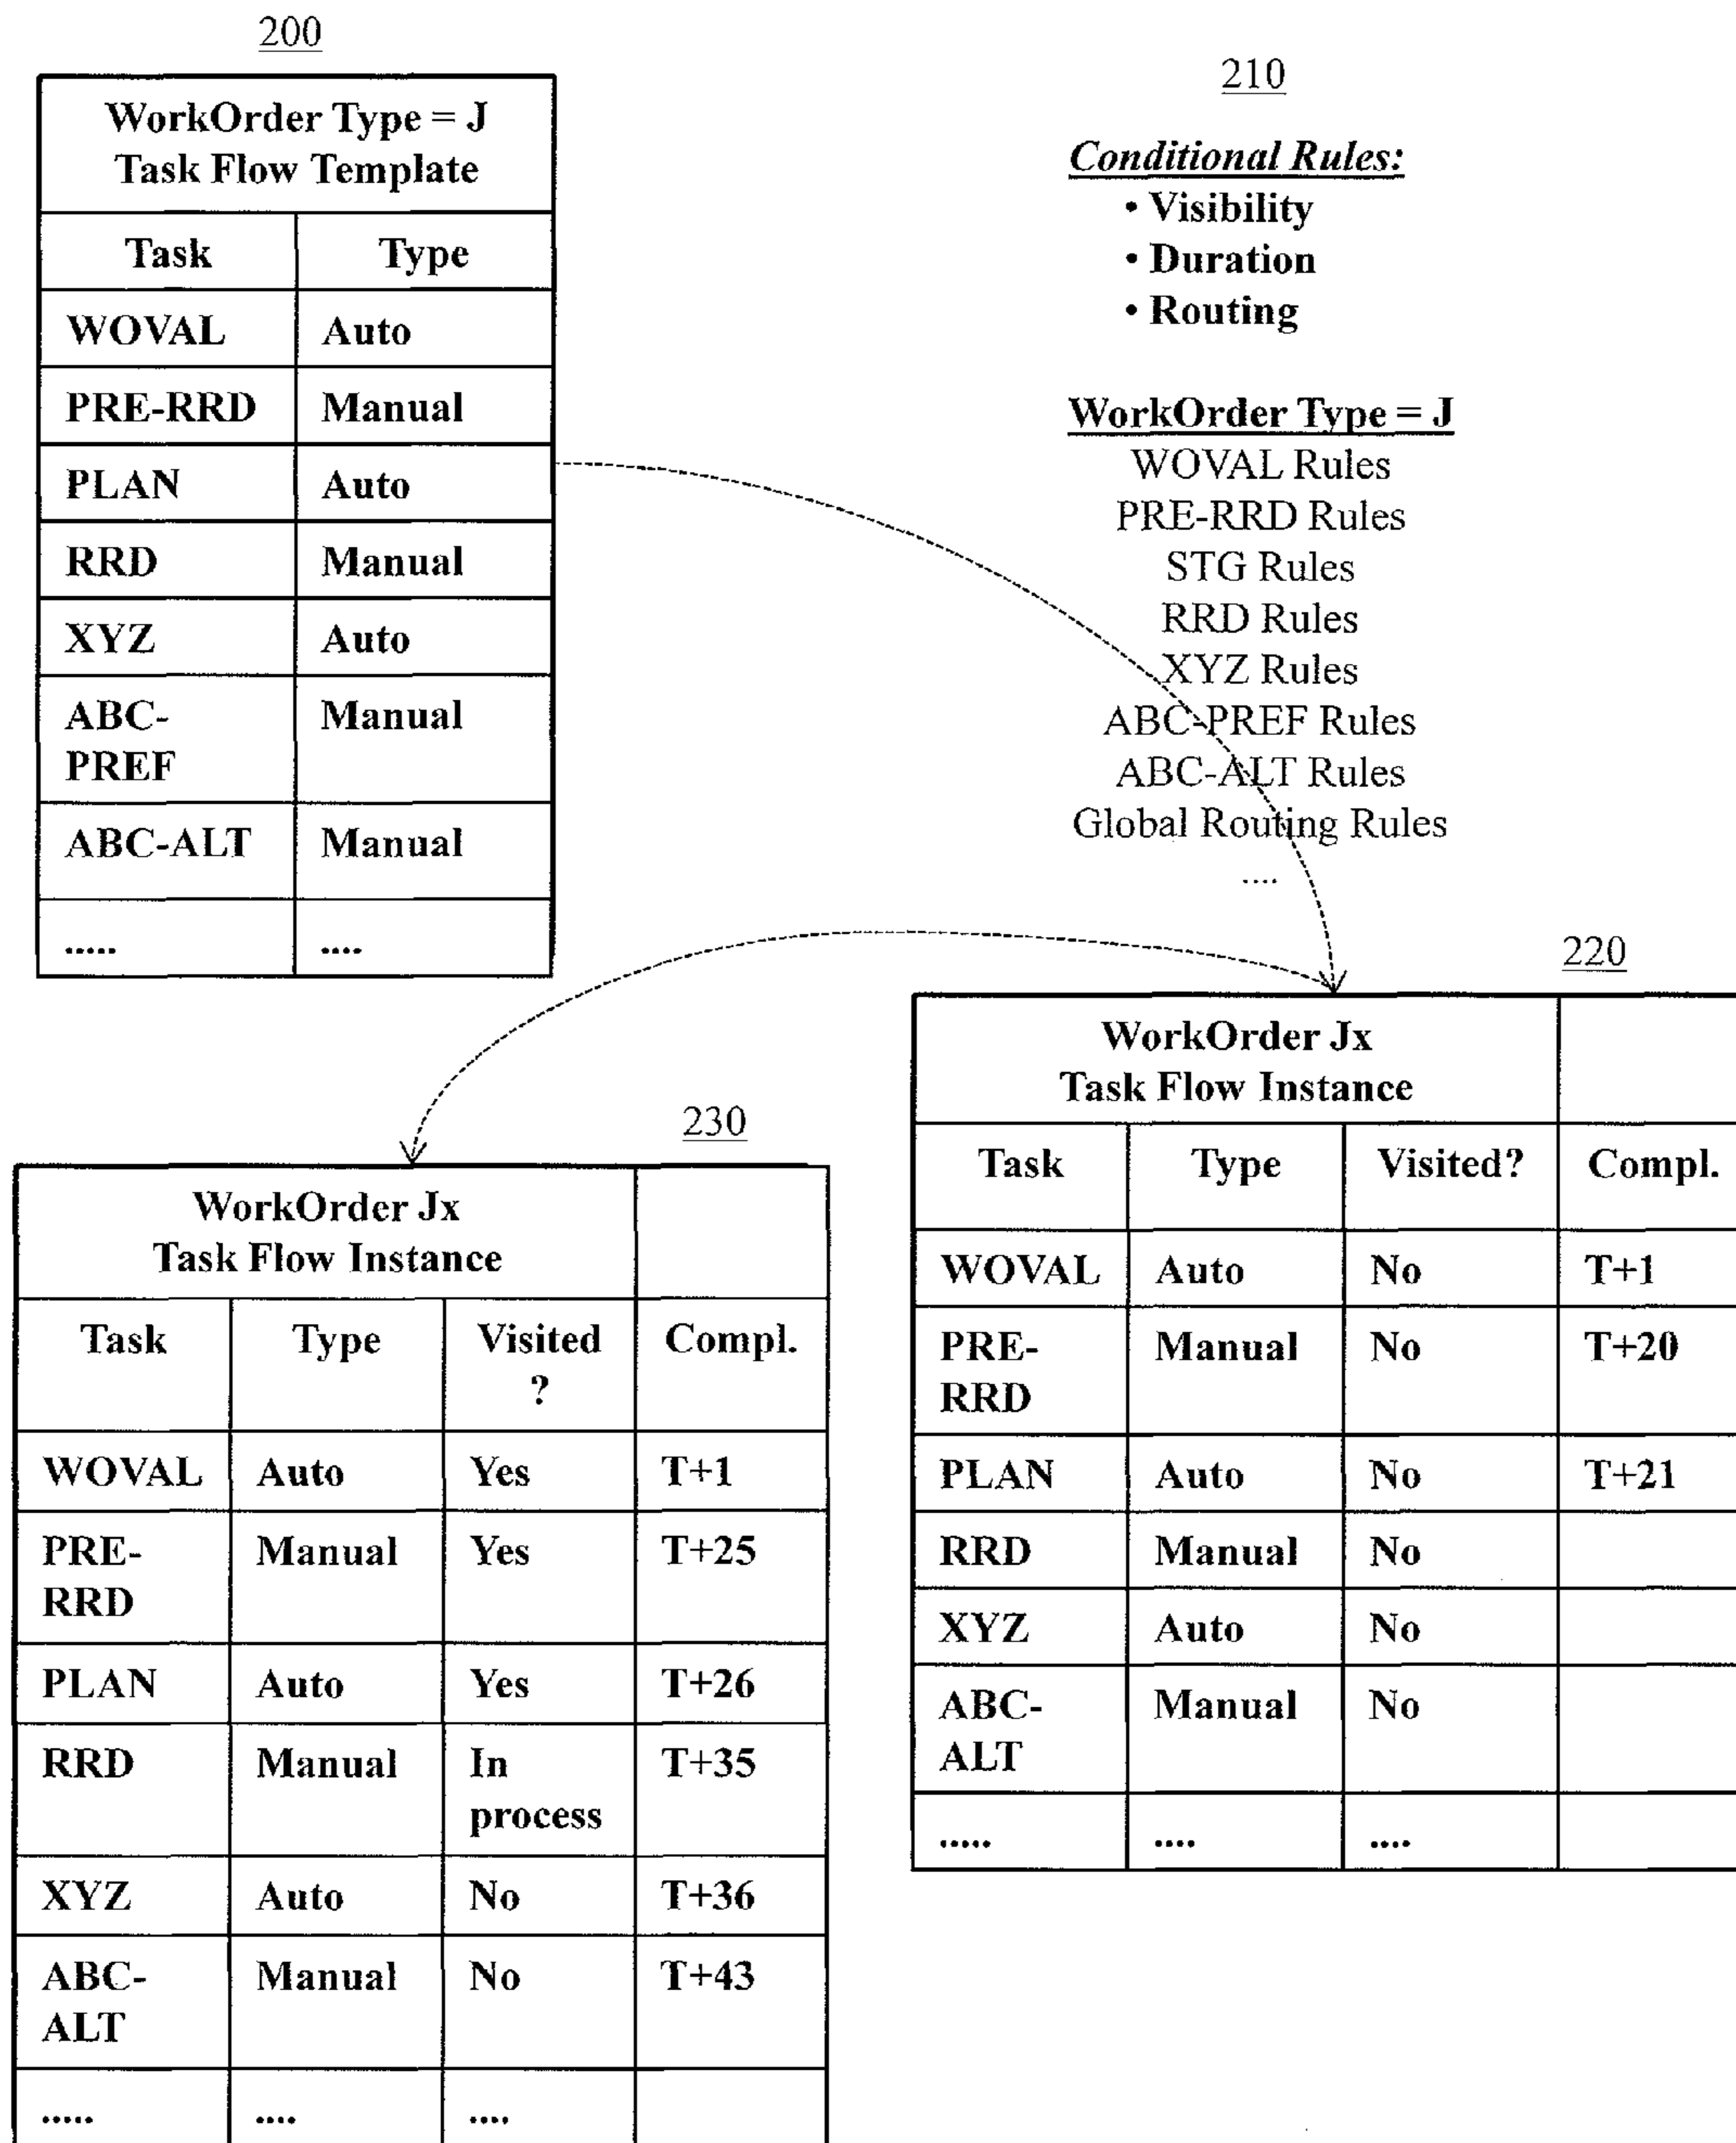 200
WorkOrder Type = J
Task Flow Template
Task Type
WOVAL Auto
PRE-RRD Manual
PLAN Auto
RRD Manual
XYZ Auto
ABC- Manual
PREF
ABC-ALT Manual
..... ....
210
Conditional Rules:
• Visibility
• Duration
• Routing
WorkOrder Type = J
WOVAL Rules
PRE-RRD Rules
STG Rules
RRD Rules
XYZ Rules
ABC-PREF Rules
ABC-ALT Rules
Global Routing Rules
....
220
WorkOrder Jx
Task Flow Instance
Task Type Visited? Compl.
WOVAL Auto No T+1
PRE- Manual No T+20
RRD
PLAN Auto No T+21
RRD Manual No
XYZ Auto No
ABC- Manual No
ALT
..... .... ....
230
WorkOrder Jx
Task Flow Instance
Task Type Visited Compl.
?
WOVAL Auto Yes T+1
PRE- Manual Yes T+25
RRD
PLAN Auto Yes T+26
RRD Manual In T+35
process
XYZ Auto No T+36
ABC- Manual No T+43
ALT
..... .... ....